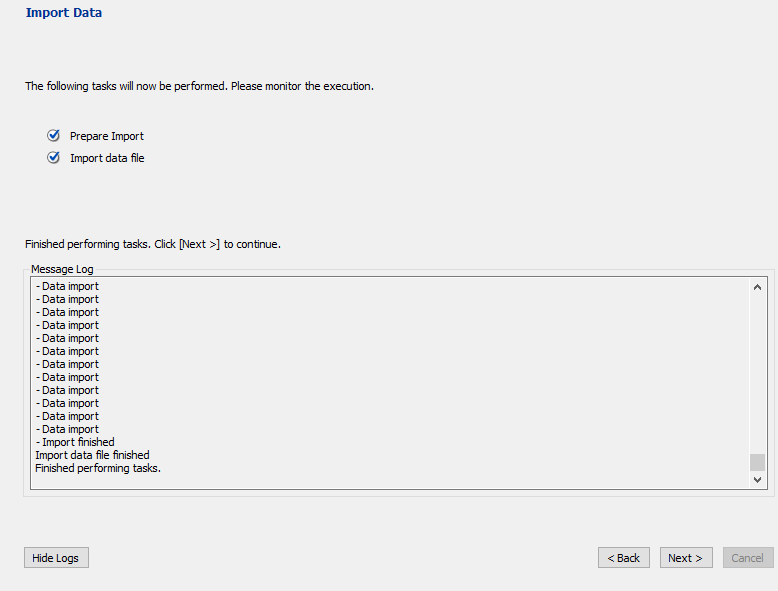 Import Data
The following tasks will now be performed. Please monitor the execution.
Prepare Import
Import data file
Finished performing tasks. Click [Next >] to continue.
Message Log
- Data import
- Data import
- Data import
- Data import
- Data import
- Data import
- Data import
- Data import
- Data import
- Data import
- Data import
- Data import
- Import finished
Import data file finished
Finished performing tasks.
Hide Logs
< Back
Next >
Cancel